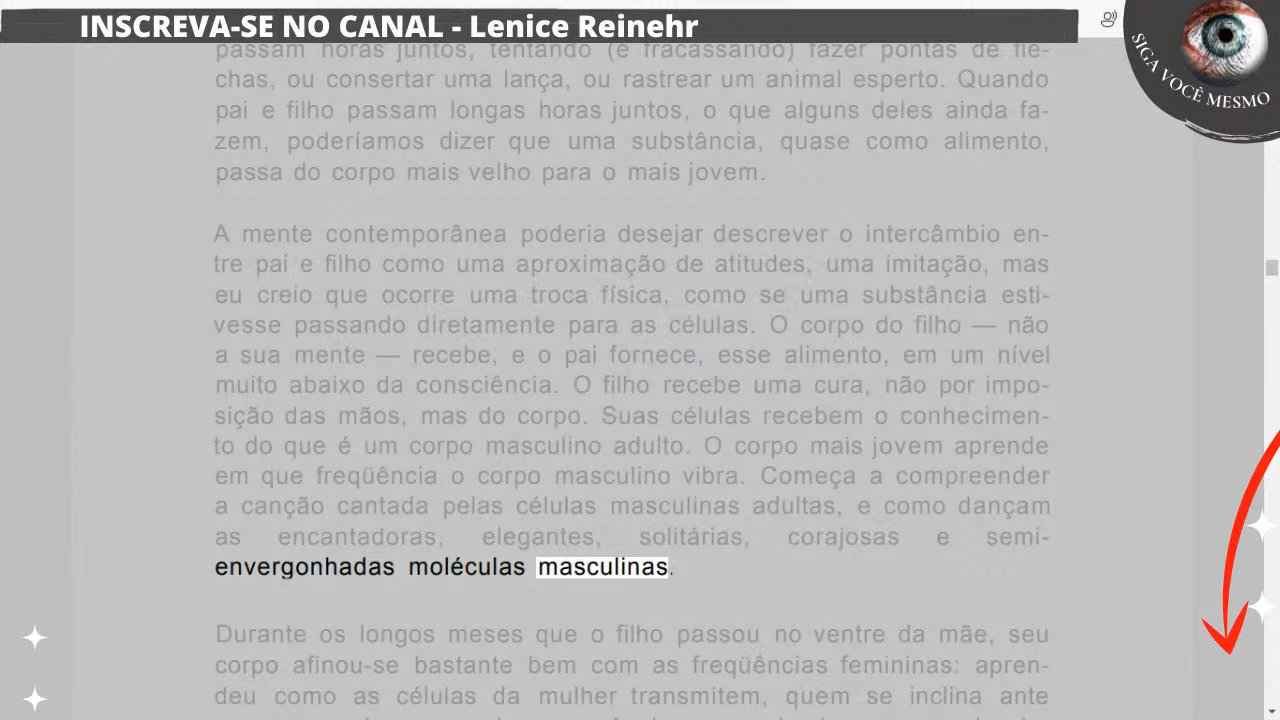 INSCREVA-SE NO CANAL - Lenice Reinehr
SIGA VOCÊ MESMO
passam horas juntos, tentando (e fracassando) fazer pontas de fle-
chas, ou consertar uma lança, ou rastrear um animal esperto. Quando
pai e filho passam longas horas juntos, o que alguns deles ainda fa-
zem, poderíamos dizer que uma substância, quase como alimento,
passa do corpo mais velho para o mais jovem.
A mente contemporânea poderia desejar descrever o intercâmbio en-
tre pai e filho como uma aproximação de atitudes, uma imitação, mas
eu creio que ocorre uma troca física, como se uma substância esti-
vesse passando diretamente para as células. O corpo do filho — não
a sua mente — recebe, e o pai fornece, esse alimento, em um nível
muito abaixo da consciência. O filho recebe uma cura, não por impo-
sição das mãos, mas do corpo. Suas células recebem o conhecimen-
to do que é um corpo masculino adulto. O corpo mais jovem aprende
em que freqüência o corpo masculino vibra. Começa a compreender
a canção cantada pelas células masculinas adultas, e como dançam
as encantadoras, elegantes, solitárias, corajosas e semi-
envergonhadas moléculas masculinas.
Durante os longos meses que o filho passou no ventre da mãe, seu
corpo afinou-se bastante bem com as freqüências femininas: apren-
deu como as células da mulher transmitem, quem se inclina ante